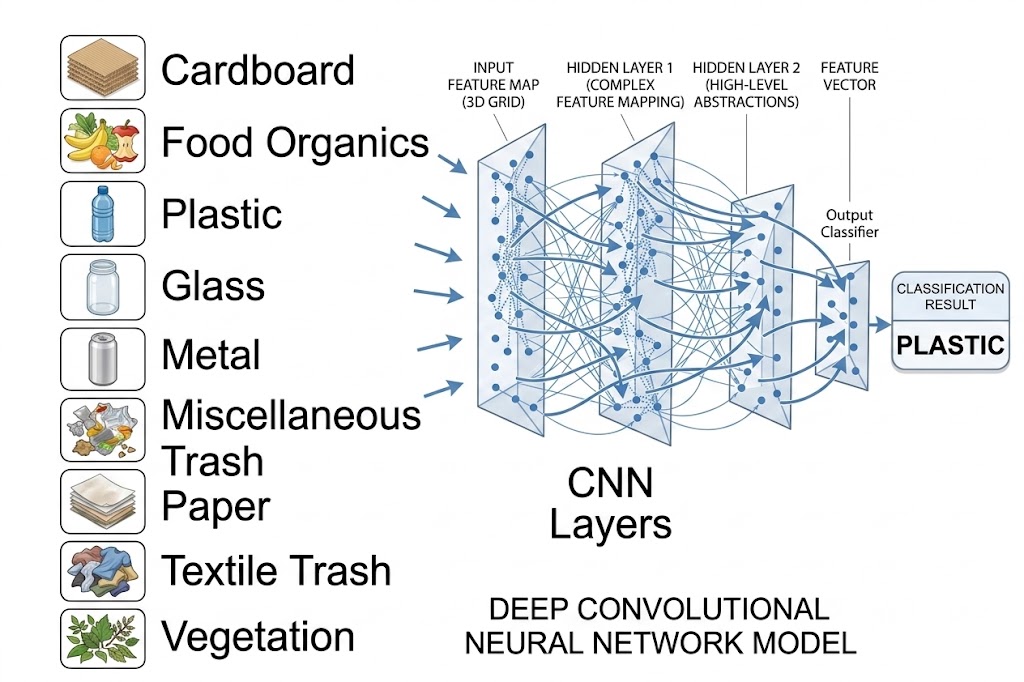 Cardboard
Food Organics
Plastic
Glass
Metal
Miscellaneous
Trash
Paper
Textile Trash
Vegetation
INPUT
FEATURE MAP
(3D GRID)
HIDDEN LAYER 1
(COMPLEX
FEATURE MAPPING)
HIDDEN LAYER 2
(HIGH-LEVEL
ABSTRACTIONS)
FEATURE
VECTOR
Output
Classifier
CLASSIFICATION
RESULT
PLASTIC
CNN
Layers
DEEP CONVOLUTIONAL
NEURAL NETWORK MODEL